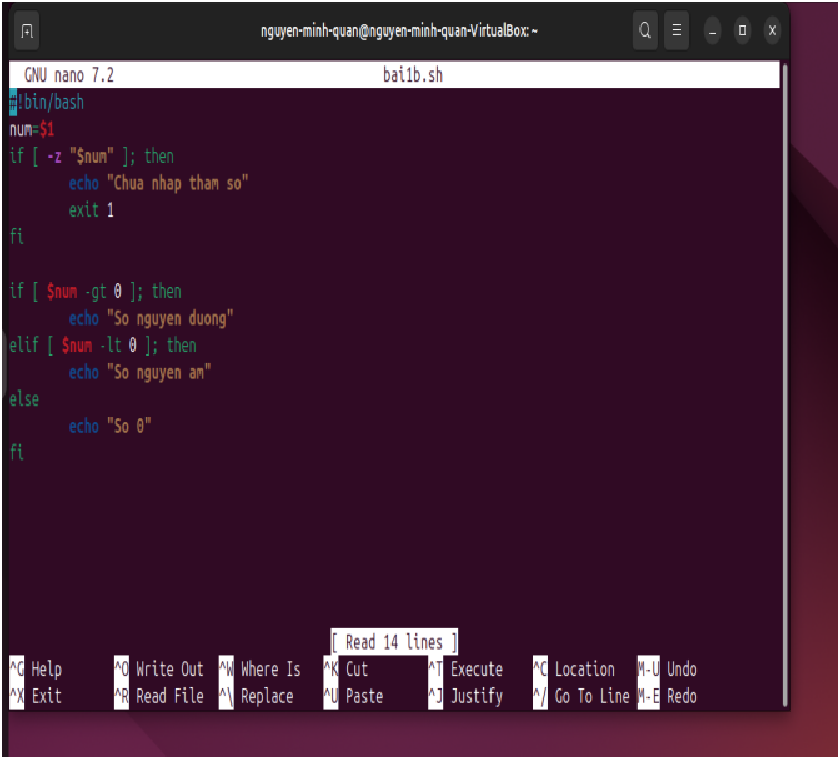 nguyen-minh-quan@nguyen-minh-quan-VirtualBox: ~
GNU nano 7.2 bai1b.sh
#!bin/bash
num=$1
if [ -z "$num" ]; then
echo "Chua nhap tham so"
exit 1
fi
if [ $num -gt 0 ]; then
echo "So nguyen duong"
elif [ $num -lt 0 ]; then
echo "So nguyen am"
else
echo "So 0"
fi
[ Read 14 lines ]
^G Help ^O Write Out ^W Where Is ^K Cut ^T Execute ^C Location M-U Undo
^X Exit ^R Read File ^\ Replace ^U Paste ^J Justify ^/ Go To Line M-E Redo